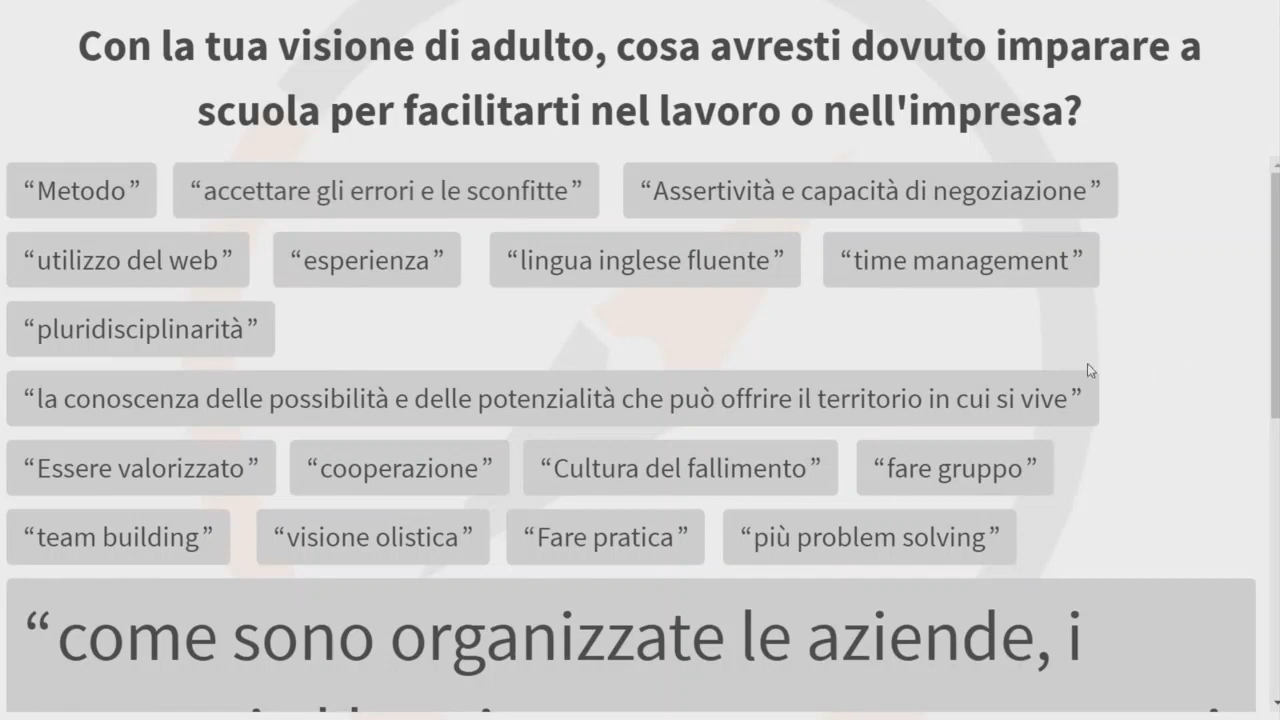 Con la tua visione di adulto, cosa avresti dovuto imparare a
scuola per facilitarti nel lavoro o nell'impresa?
“Metodo” “accettare gli errori e le sconfitte” “Assertività e capacità di negoziazione”
“utilizzo del web” “esperienza” “lingua inglese fluente” “time management”
“pluridisciplinarità”
“la conoscenza delle possibilità e delle potenzialità che può offrire il territorio in cui si vive”
“Essere valorizzato” “cooperazione” “Cultura del fallimento” “fare gruppo”
“team building” “visione olistica” “Fare pratica” “più problem solving”
“come sono organizzate le aziende, i